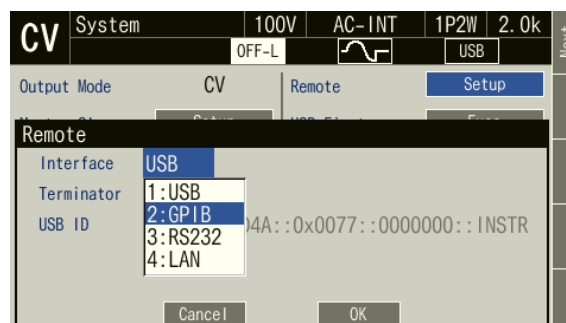 CV System 100V AC-INT 1P2W 2.0k
OFF-L USB
Next
Output Mode CV Remote Setup
Remote
Interface USB
Terminator 1:USB
2:GPIB
USB ID 04A::0x0077::0000000::INSTR
3:RS232
4:LAN
Cancel OK